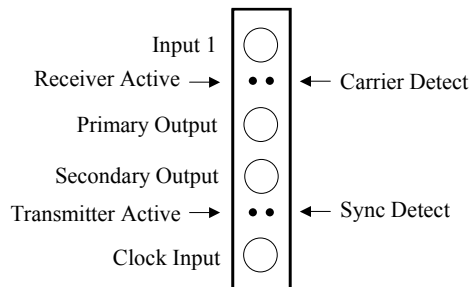 Input 1
Receiver Active
Carrier Detect
Primary Output
Secondary Output
Transmitter Active
Sync Detect
Clock Input